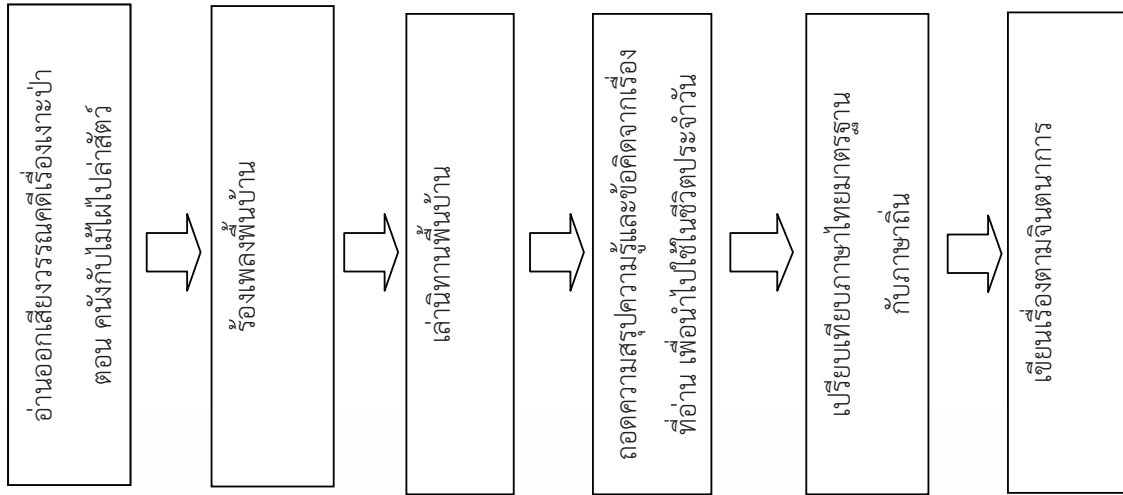 อ่านออกเสียงวรรณคดีเรื่องเงาะป่า
ตอน คนังกับไม้ไผ่ไปล่าสัตว์
ร้องเพลงพื้นบ้าน
เล่านิทานพื้นบ้าน
ถอดความสรุปความรู้และข้อคิดจากเรื่อง
ที่อ่าน เพื่อนำไปใช้ในชีวิตประจำวัน
เปรียบเทียบภาษาไทยมาตรฐาน
กับภาษาถิ่น
เขียนเรื่องตามจินตนาการ